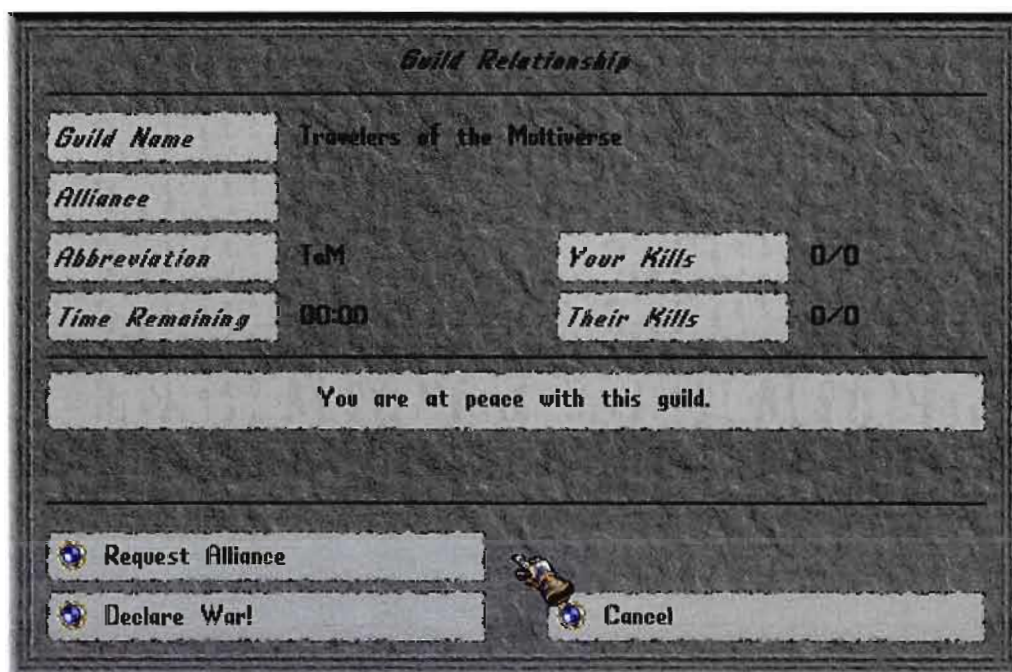 Guild Relationship
Guild Name Travelers of the Multiverse
Alliance
Abbreviation ToM Your Kills 0/0
Time Remaining 00:00 Their Kills 0/0
You are at peace with this guild.
Request Alliance
Declare War! Cancel